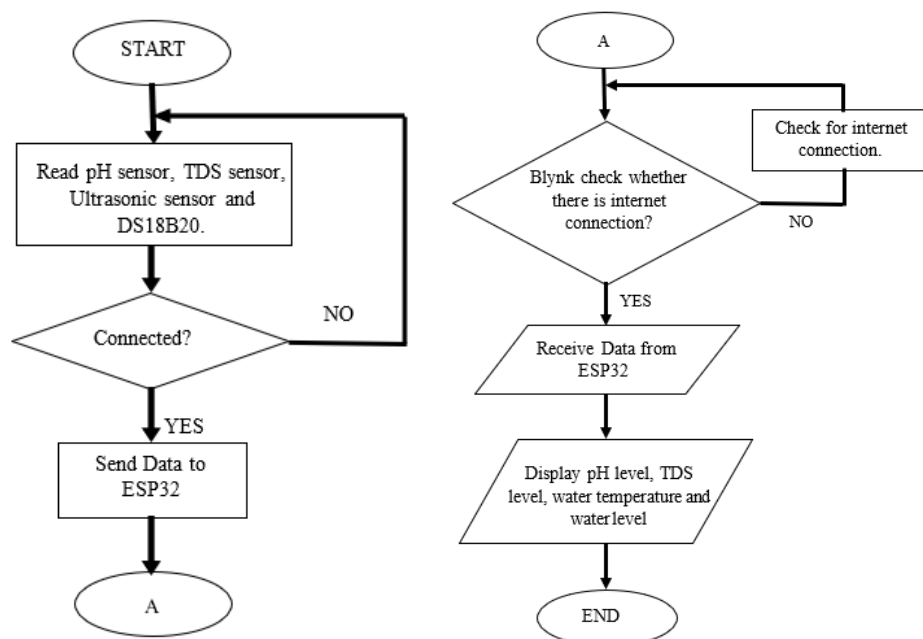 START
Read pH sensor, TDS sensor,
Ultrasonic sensor and
DS18B20.
Connected?
NO
YES
Send Data to
ESP32
A
A
Check for internet
connection.
Blynk check whether
there is internet
connection?
NO
YES
Receive Data from
ESP32
Display pH level, TDS
level, water temperature and
water level
END